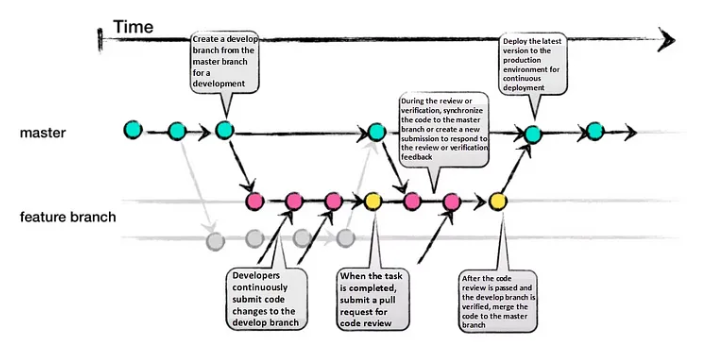 Time
Create a develop
branch from the
master branch
for a
development
Deploy the latest
version to the
production
environment for
continuous
deployment
During the review or
verification, synchronize
the code to the master
branch or create a new
submission to respond to
the review or verification
feedback
master
feature branch
Developers
continuously
submit code
changes to the
develop branch
When the task
is completed,
submit a pull
request for
code review
After the code
review is passed and
the develop branch is
verified, merge the
code to the master
branch